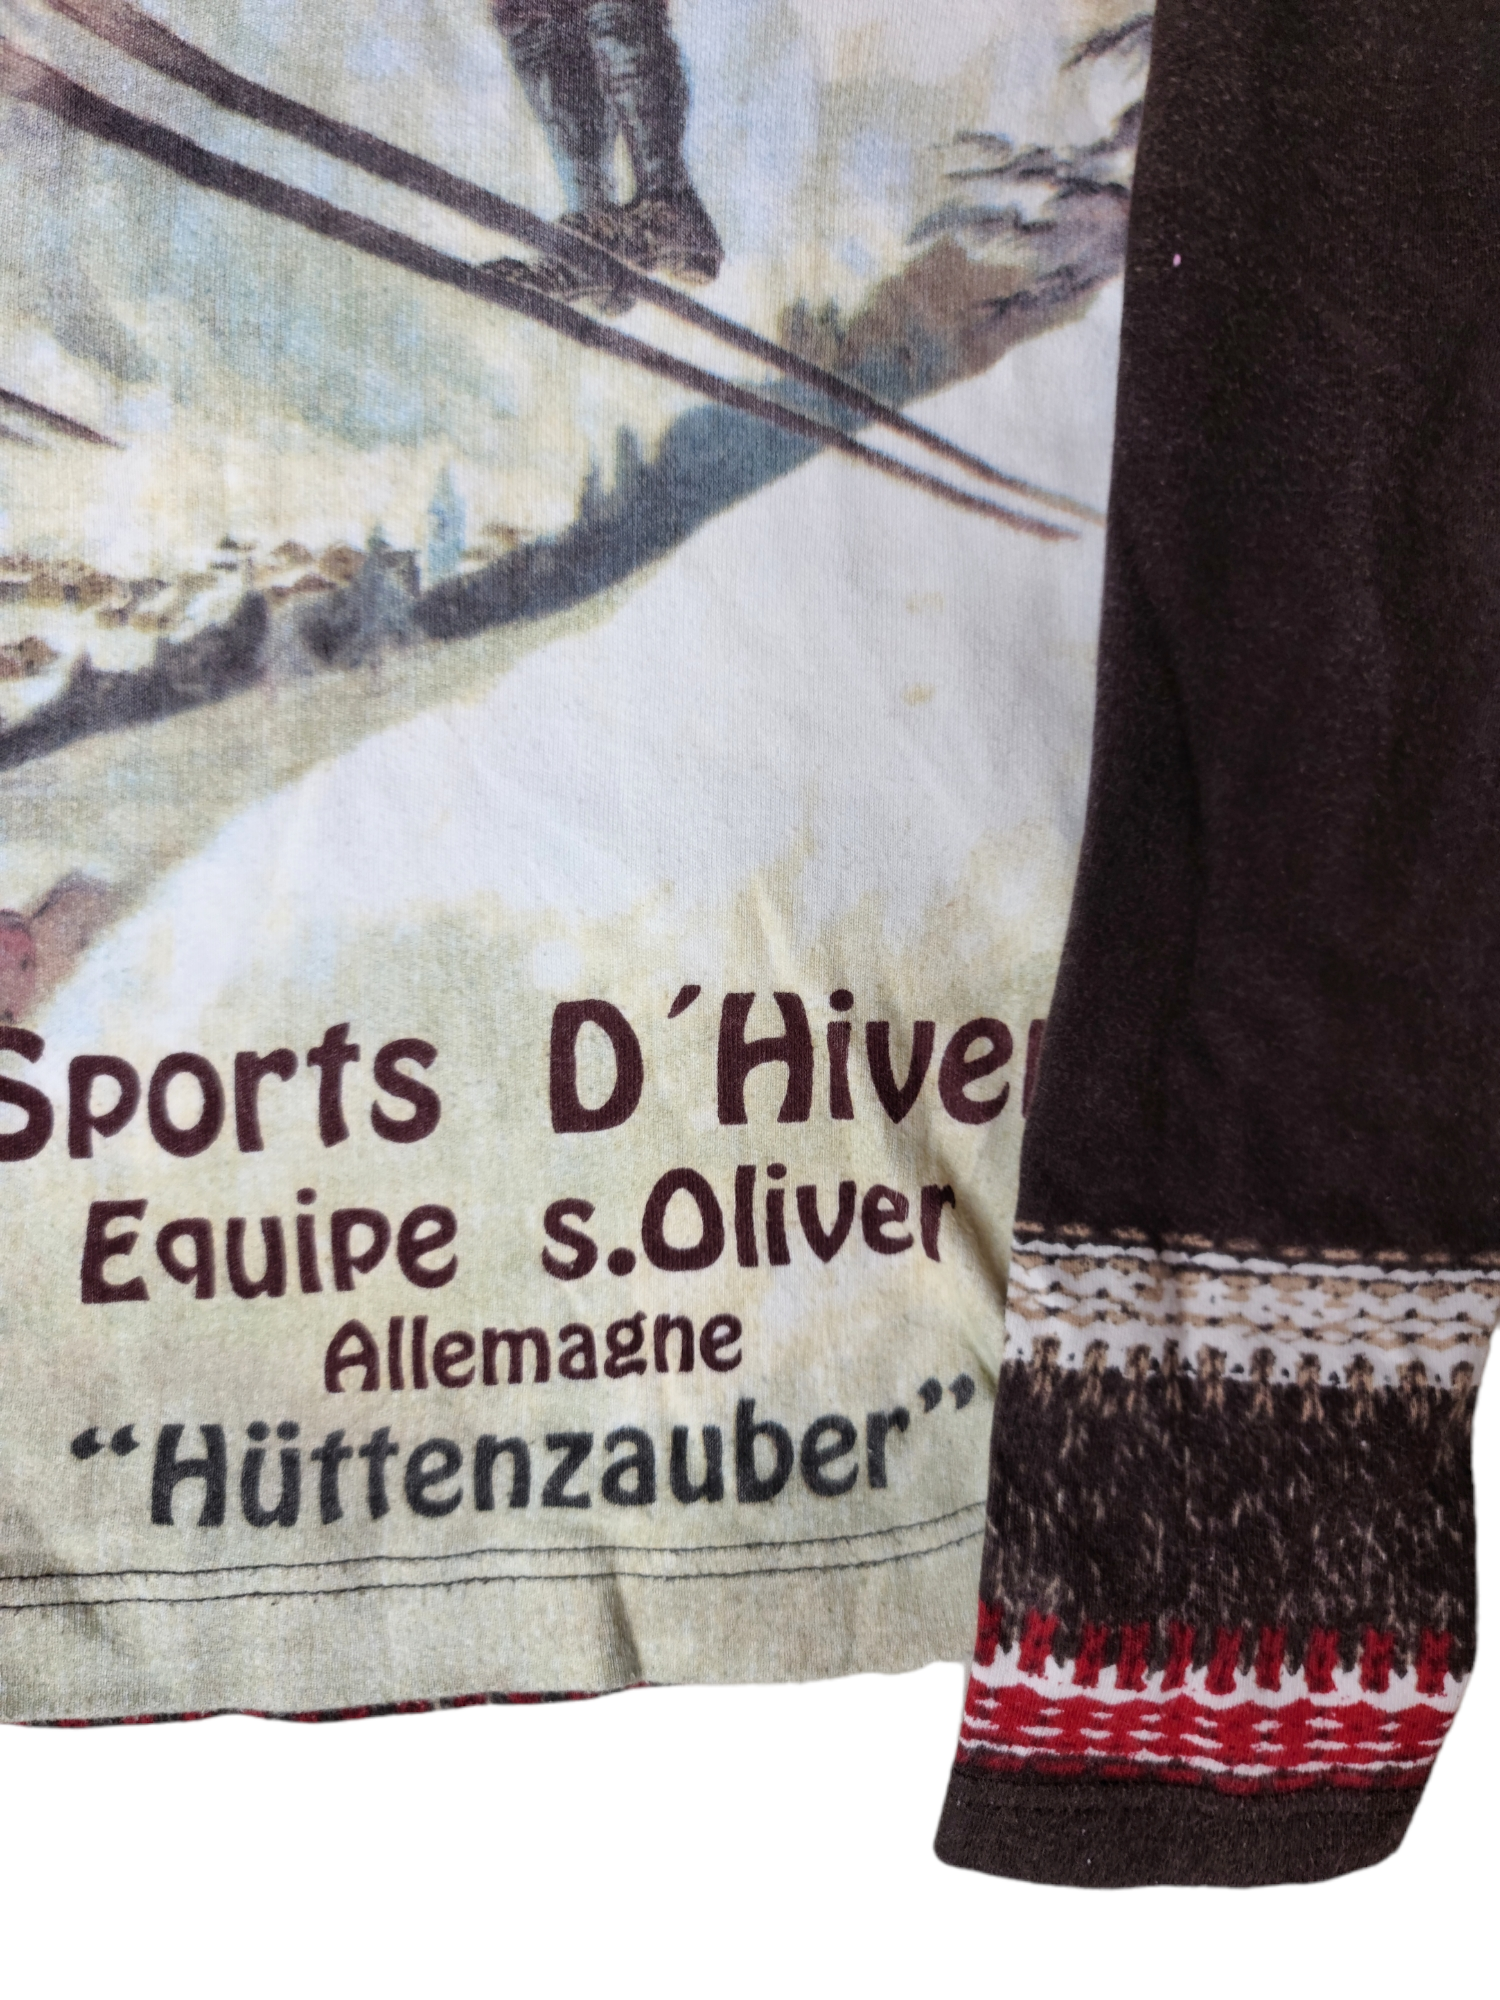 Sports D´Hiver
Equipe s.Oliver
Allemagne
“Hüttenzauber”